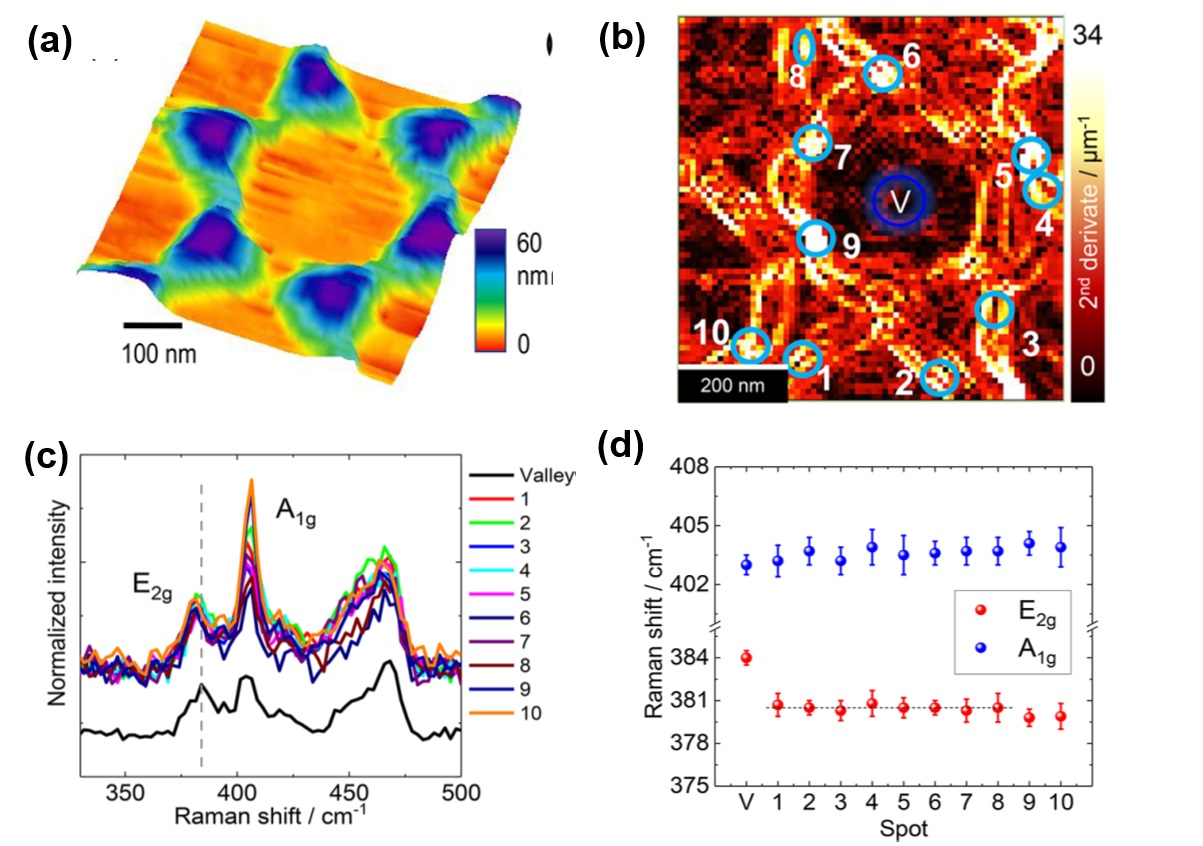 (a)
60
nm
0
100 nm
(b)
6
8
7
5
V
4
9
10
3
1
2
200 nm
34
2nd derivate / µm-1
0
(c)
Normalized intensity
E2g
A1g
Valley
1
2
3
4
5
6
7
8
9
10
350
400
450
500
Raman shift / cm-1
(d)
Raman shift / cm-1
408
405
402
384
381
378
375
E2g
A1g
V 1 2 3 4 5 6 7 8 9 10
Spot